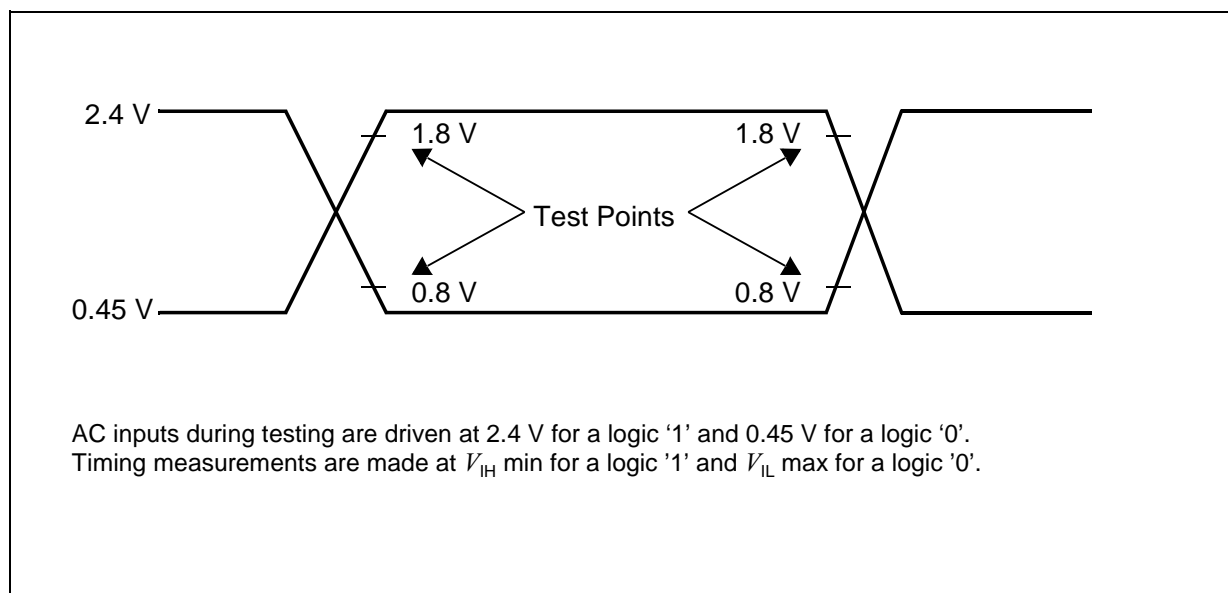 2.4 V
1.8 V 1.8 V
Test Points
0.8 V 0.8 V
0.45 V
AC inputs during testing are driven at 2.4 V for a logic ‘1’ and 0.45 V for a logic ‘0’.
Timing measurements are made at VIH min for a logic '1' and VIL max for a logic '0'.